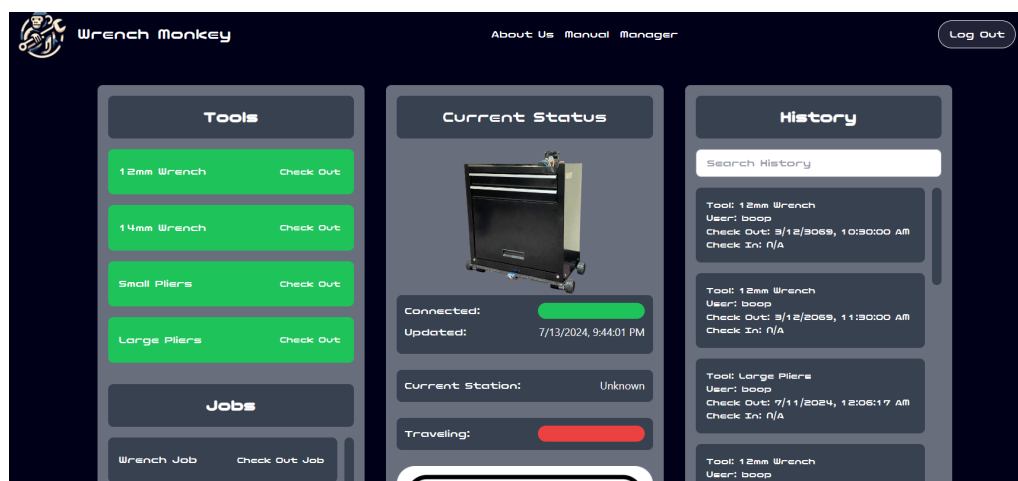 Wrench Monkey
About Us Manual Manager
Log Out
Tools
12mm Wrench Check Out
14mm Wrench Check Out
Small Pliers Check Out
Large Pliers Check Out
Jobs
Wrench Job Check Out Job
Current Status
Connected:
Updated: 7/13/2024, 9:44:01 PM
Current Station: Unknown
Traveling:
History
Search History
Tool: 12mm Wrench
User: boop
Check Out: 3/12/3069, 10:30:00 AM
Check In: N/A
Tool: 12mm Wrench
User: boop
Check Out: 3/12/2069, 11:30:00 AM
Check In: N/A
Tool: Large Pliers
User: boop
Check Out: 7/11/2024, 12:06:17 AM
Check In: N/A
Tool: 12mm Wrench
User: boop